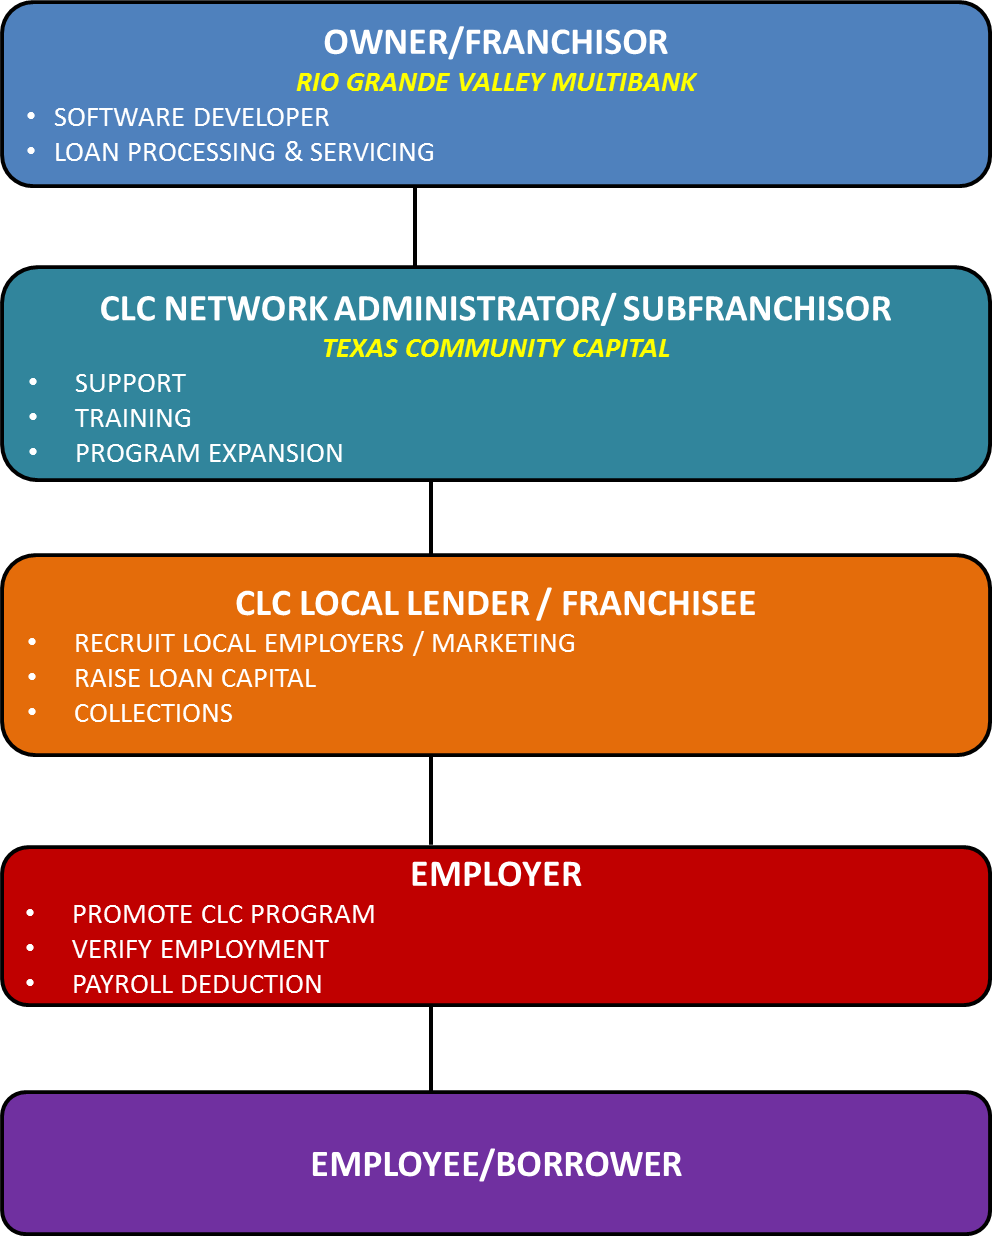 OWNER/FRANCHISOR
RIO GRANDE VALLEY MULTIBANK
• SOFTWARE DEVELOPER
• LOAN PROCESSING & SERVICING
CLC NETWORK ADMINISTRATOR/ SUBFRANCHISOR
TEXAS COMMUNITY CAPITAL
• SUPPORT
• TRAINING
• PROGRAM EXPANSION
CLC LOCAL LENDER / FRANCHISEE
• RECRUIT LOCAL EMPLOYERS / MARKETING
• RAISE LOAN CAPITAL
• COLLECTIONS
EMPLOYER
• PROMOTE CLC PROGRAM
• VERIFY EMPLOYMENT
• PAYROLL DEDUCTION
EMPLOYEE/BORROWER